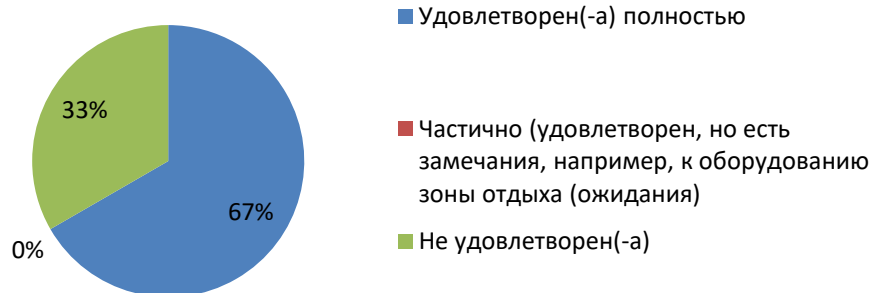 Удовлетворен(-а) полностью
33%
Частично (удовлетворен, но есть
замечания, например, к оборудованию
зоны отдыха (ожидания)
67%
0%
Не удовлетворен(-а)